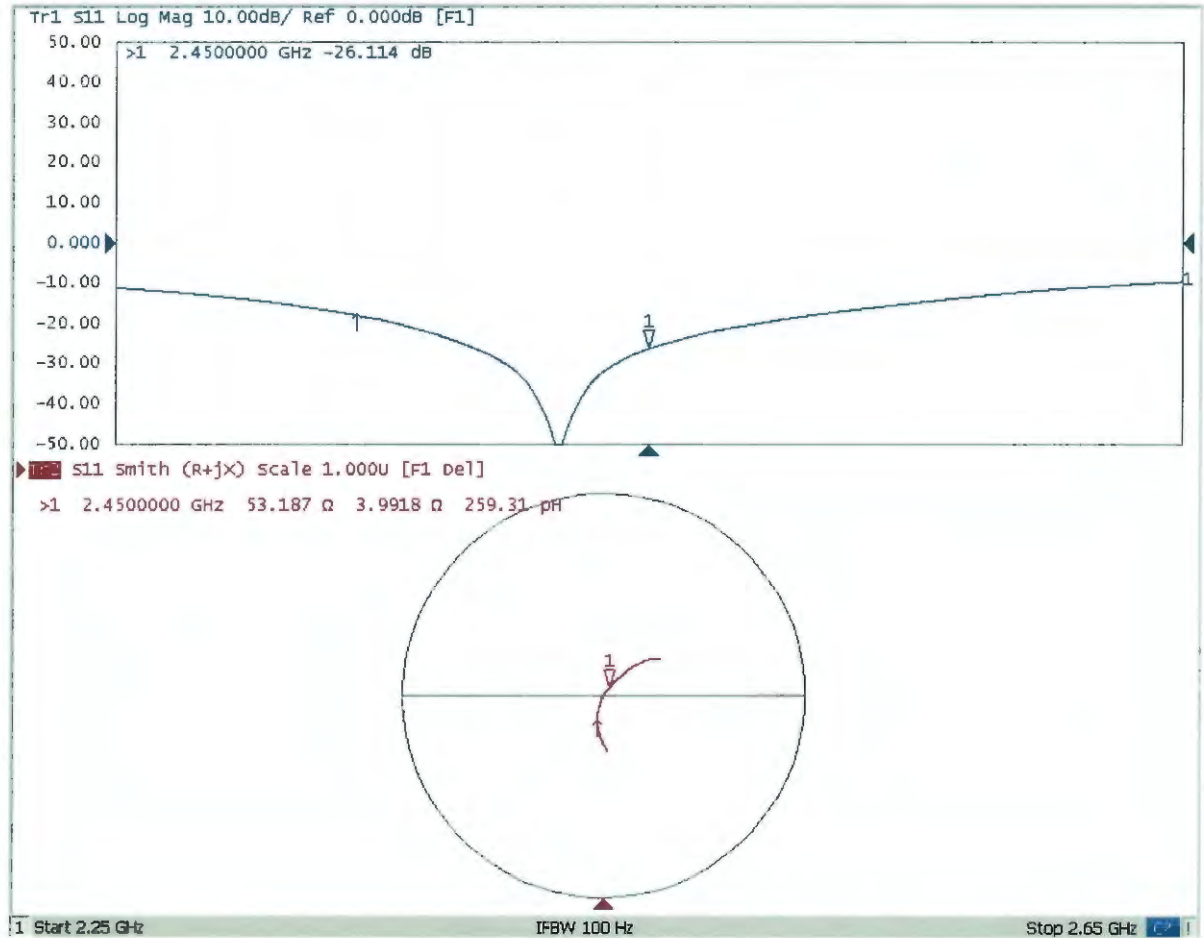 Tr1 S11 Log Mag 10.00dB/ Ref 0.000dB [F1]
50.00
>1 2.4500000 GHz -26.114 dB
40.00
30.00
20.00
10.00
0.000
-10.00
1
-20.00
1
-30.00
-40.00
-50.00
Tr2 S11 Smith (R+jX) Scale 1.000U [F1 Del]
>1 2.4500000 GHz 53.187 Ω 3.9918 Ω 259.31 pH
1
1 Start 2.25 GHz IFBW 100 Hz Stop 2.65 GHz C?